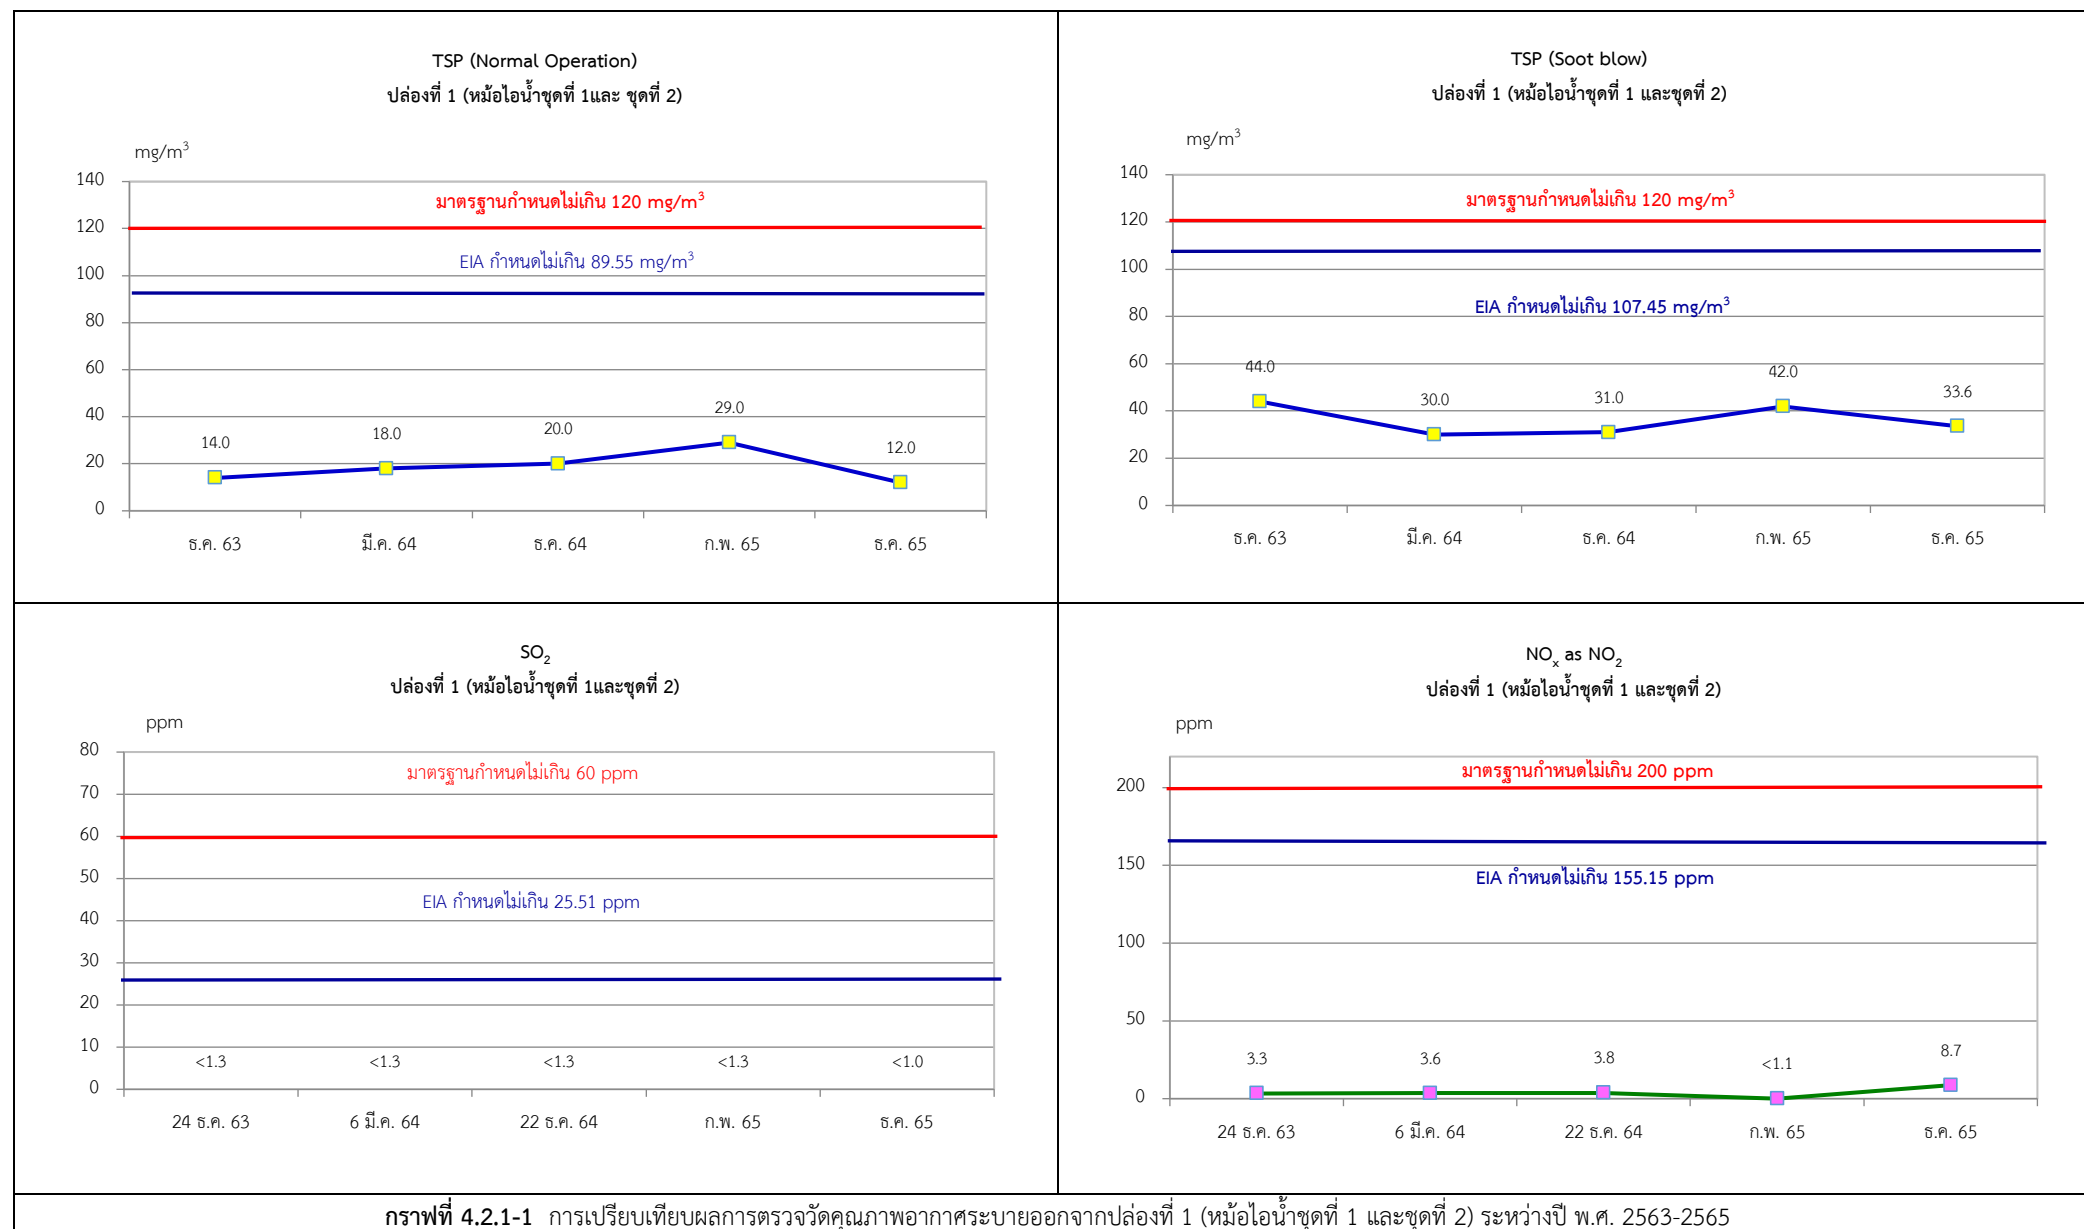 TSP (Normal Operation)
ปล่องที่ 1 (หม้อไอน้ำชุดที่ 1และ ชุดที่ 2)
mg/m³
140
120
100
80
60
40
20
0
มาตรฐานกำหนดไม่เกิน 120 mg/m³
EIA กำหนดไม่เกิน 89.55 mg/m³
14.0 18.0 20.0 29.0 12.0
ธ.ค. 63 มี.ค. 64 ธ.ค. 64 ก.พ. 65 ธ.ค. 65
TSP (Soot blow)
ปล่องที่ 1 (หม้อไอน้ำชุดที่ 1 และชุดที่ 2)
mg/m³
140
120
100
80
60
40
20
0
มาตรฐานกำหนดไม่เกิน 120 mg/m³
EIA กำหนดไม่เกิน 107.45 mg/m³
44.0 30.0 31.0 42.0 33.6
ธ.ค. 63 มี.ค. 64 ธ.ค. 64 ก.พ. 65 ธ.ค. 65
SO₂
ปล่องที่ 1 (หม้อไอน้ำชุดที่ 1และชุดที่ 2)
ppm
80
70
60
50
40
30
20
10
0
มาตรฐานกำหนดไม่เกิน 60 ppm
EIA กำหนดไม่เกิน 25.51 ppm
<1.3 <1.3 <1.3 <1.3 <1.0
24 ธ.ค. 63 6 มี.ค. 64 22 ธ.ค. 64 ก.พ. 65 ธ.ค. 65
NOₓ as NO₂
ปล่องที่ 1 (หม้อไอน้ำชุดที่ 1 และชุดที่ 2)
ppm
200
150
100
50
0
มาตรฐานกำหนดไม่เกิน 200 ppm
EIA กำหนดไม่เกิน 155.15 ppm
3.3 3.6 3.8 <1.1 8.7
24 ธ.ค. 63 6 มี.ค. 64 22 ธ.ค. 64 ก.พ. 65 ธ.ค. 65
กราฟที่ 4.2.1-1 การเปรียบเทียบผลการตรวจวัดคุณภาพอากาศระบายออกจากปล่องที่ 1 (หม้อไอน้ำชุดที่ 1 และชุดที่ 2) ระหว่างปี พ.ศ. 2563-2565